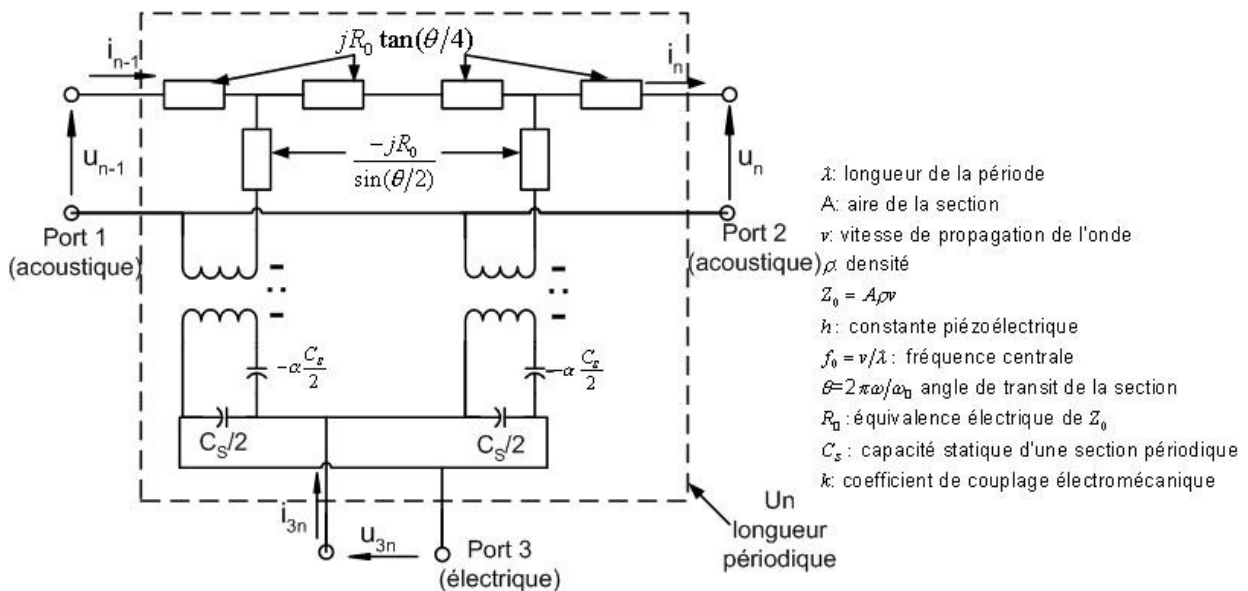 jR₀ tan(θ/4)
i_{n-1}
i_n
u_{n-1}
-jR₀ / sin(θ/2)
u_n
Port 1
(acoustique)
Port 2
(acoustique)
-α C_s/2
-α C_s/2
C_S/2
C_S/2
i_{3n}
u_{3n}
Port 3
(électrique)
Un
longueur
périodique
λ: longueur de la période
A: aire de la section
v: vitesse de propagation de l'onde
ρ: densité
Z₀ = Aρv
h: constante piézoélectrique
f₀ = v/λ: fréquence centrale
θ=2πω/ω▯ angle de transit de la section
R▯: équivalence électrique de Z₀
C_s: capacité statique d'une section périodique
k: coefficient de couplage électromécanique